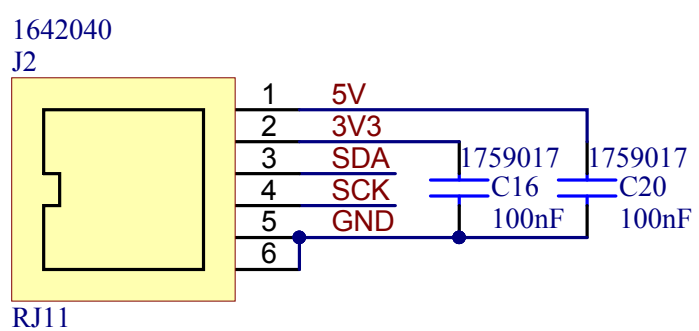 1642040
J2
1 5V
2 3V3
3 SDA
4 SCK
5 GND
6
RJ11
1759017
C16
100nF
1759017
C20
100nF